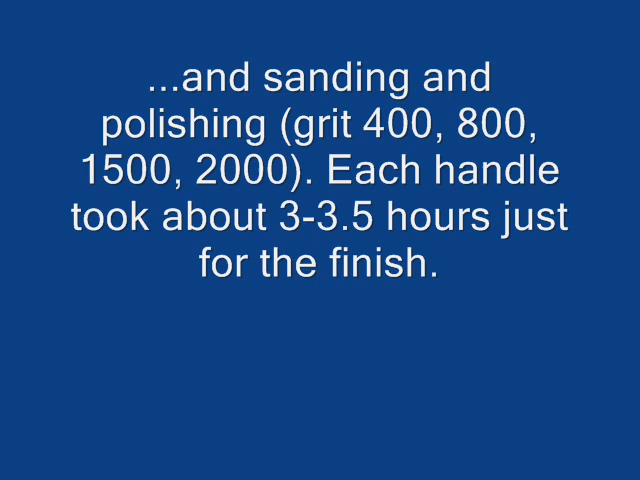 ...and sanding and
polishing (grit 400, 800,
1500, 2000). Each handle
took about 3-3.5 hours just
for the finish.